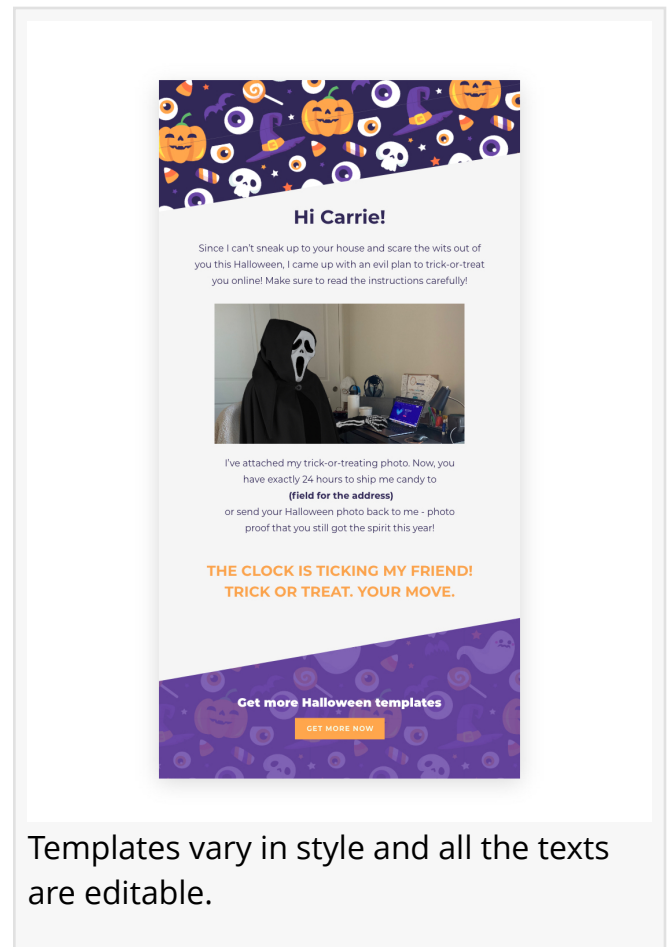 Hi Carrie!
Since I can't sneak up to your house and scare the wits out of
you this Halloween, I came up with an evil plan to trick-or-treat
you online! Make sure to read the instructions carefully!
I've attached my trick-or-treating photo. Now, you
have exactly 24 hours to ship me candy to
(field for the address)
or send your Halloween photo back to me - photo
proof that you still got the spirit this year!
THE CLOCK IS TICKING MY FRIEND!
TRICK OR TREAT. YOUR MOVE.
Get more Halloween templates
GET MORE NOW
Templates vary in style and all the texts
are editable.